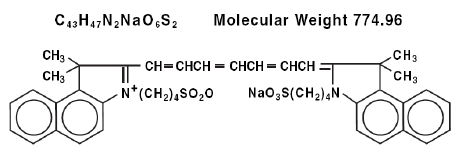 C₄₃H₄₇N₂NaO₆S₂ Molecular Weight 774.96
CH₃ CH=CHCH=CHCH=CHCH= CH₃
CH₃ CH₃
N⁺(CH₂)₄SO₂O NaO₃S(CH₂)₄N